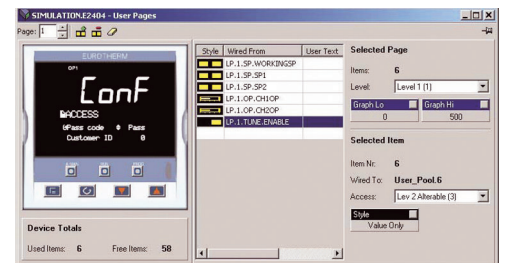 SIMULATION.E2404 - User Pages
Page: 1
EUROTHERM
OP1
ConF
ACCESS
Pass code Pass
Customer ID 0
Device Totals
Used Items: 6 Free Items: 58
Style Wired From User Text
LP.1.SP.WORKINGSP
LP.1.SP.SP1
LP.1.SP.SP2
LP.1.OP.CH1OP
LP.1.OP.CH2OP
LP.1.TUNE.ENABLE
Selected Page
Items: 6
Level: Level 1 (1)
Graph Lo Graph Hi
0 500
Selected Item
Item Nr: 6
Wired To: User_Pool.6
Access: Lev 2 Alterable (3)
Style
Value Only